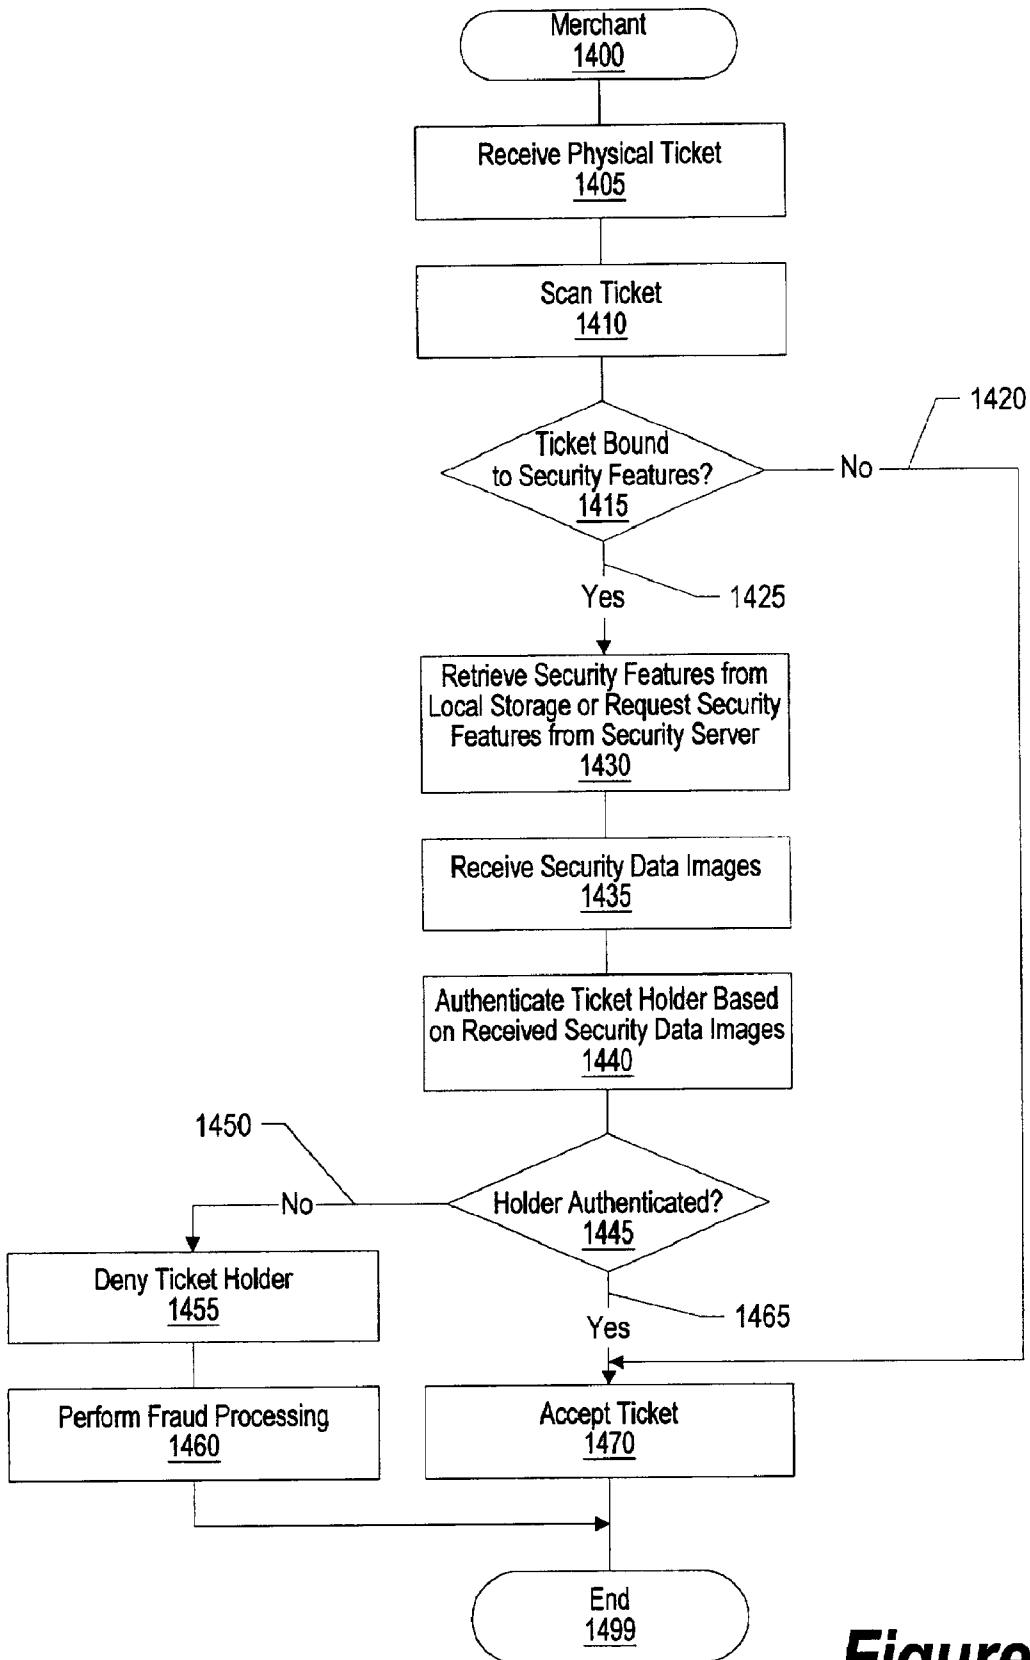 Merchant
1400
Receive Physical Ticket
1405
Scan Ticket
1410
1420
Ticket Bound
to Security Features?
1415
No
Yes
1425
Retrieve Security Features from
Local Storage or Request Security
Features from Security Server
1430
Receive Security Data Images
1435
Authenticate Ticket Holder Based
on Received Security Data Images
1440
1450
No
Holder Authenticated?
1445
Deny Ticket Holder
1455
1465
Yes
Perform Fraud Processing
1460
Accept Ticket
1470
End
1499
Figure